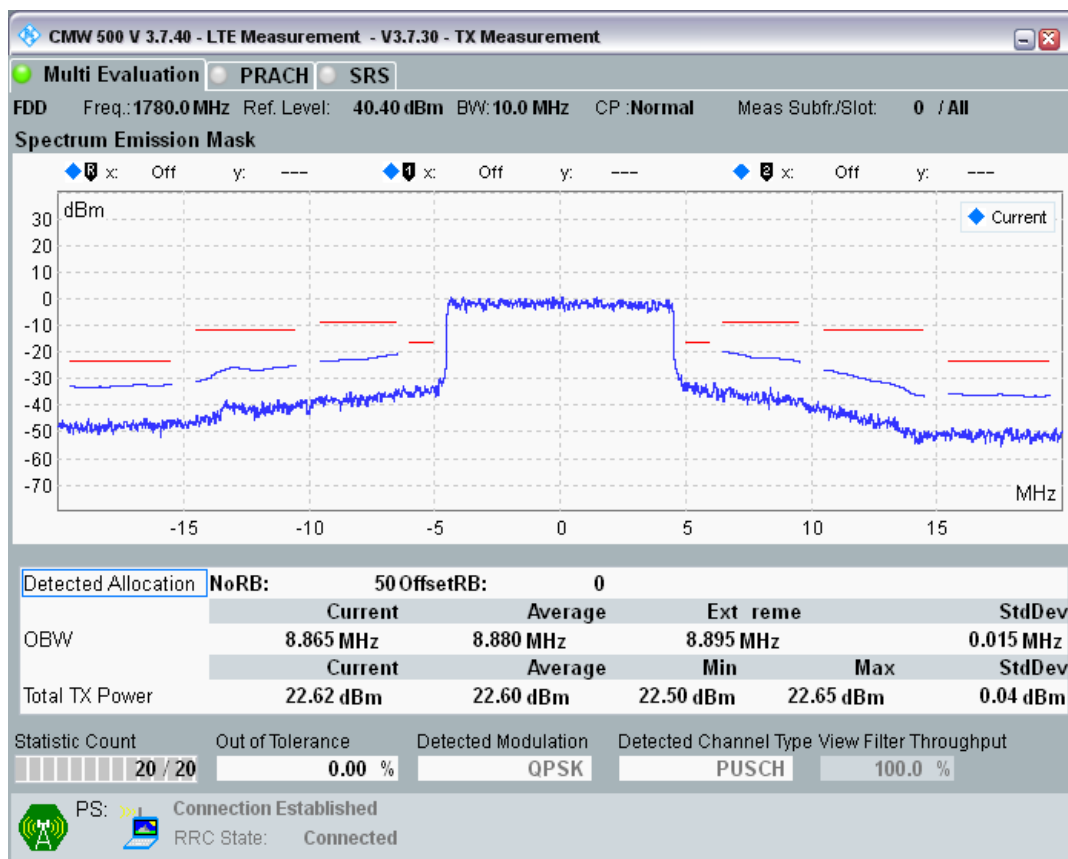 CMW 500 V 3.7.40 - LTE Measurement - V3.7.30 - TX Measurement
Multi Evaluation PRACH SRS
FDD Freq.: 1780.0 MHz Ref. Level: 40.40 dBm BW: 10.0 MHz CP :Normal Meas Subfr./Slot: 0 / All
Spectrum Emission Mask
R x: Off y: --- 1 x: Off y: --- 2 x: Off y: ---
dBm
Current
30
20
10
0
-10
-20
-30
-40
-50
-60
-70
MHz
-15 -10 -5 0 5 10 15
Detected Allocation NoRB: 50 OffsetRB: 0
Current Average Ext reme StdDev
OBW 8.865 MHz 8.880 MHz 8.895 MHz 0.015 MHz
Current Average Min Max StdDev
Total TX Power 22.62 dBm 22.60 dBm 22.50 dBm 22.65 dBm 0.04 dBm
Statistic Count Out of Tolerance Detected Modulation Detected Channel Type View Filter Throughput
20 / 20 0.00 % QPSK PUSCH 100.0 %
PS: Connection Established
RRC State: Connected